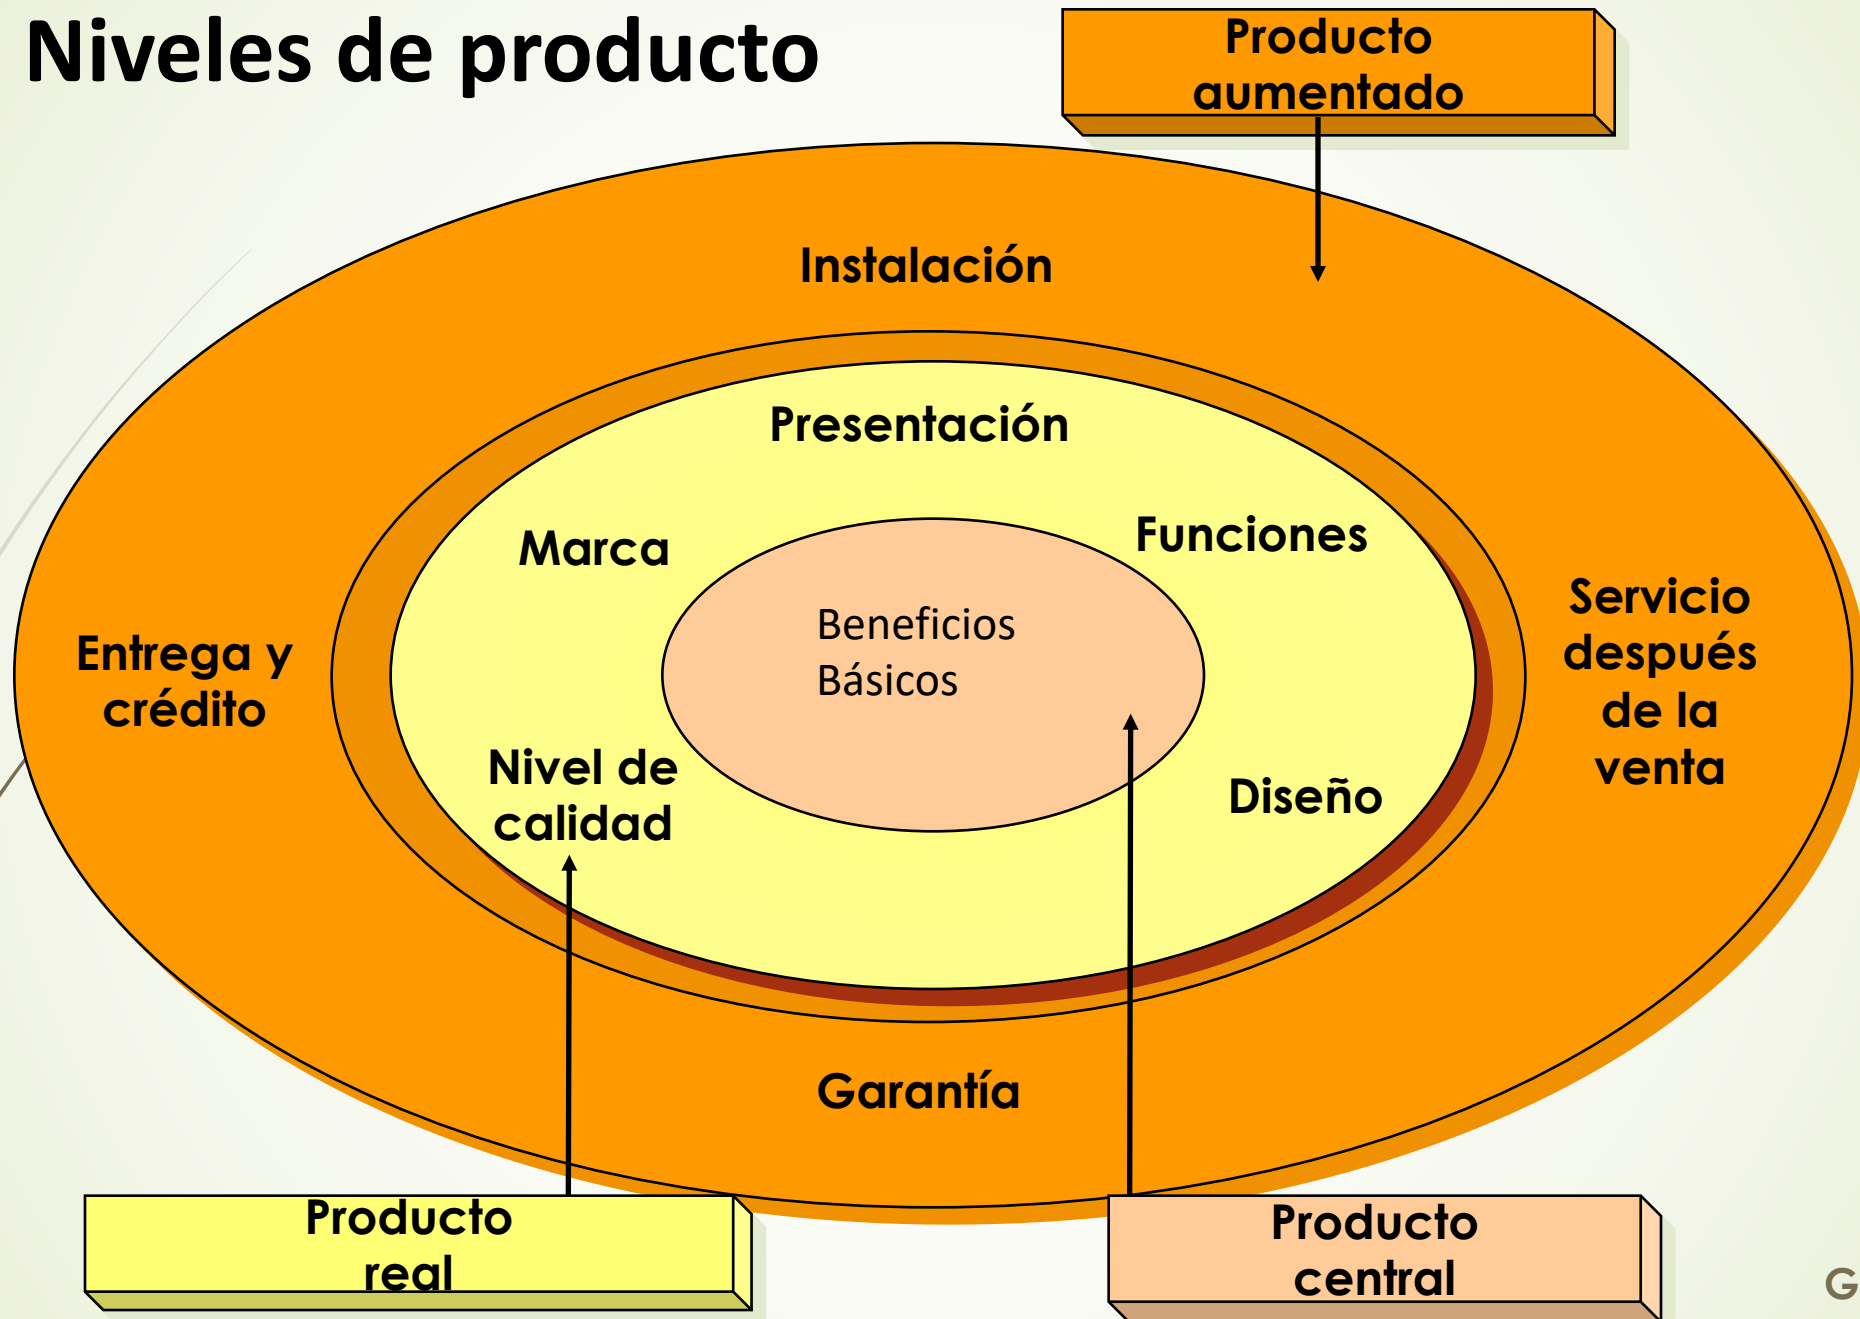 Niveles de producto
Producto
aumentado
Instalación
Presentación
Marca
Funciones
Beneficios
Básicos
Entrega y
crédito
Servicio
después
de la
venta
Nivel de
calidad
Diseño
Garantía
Producto
real
Producto
central
G